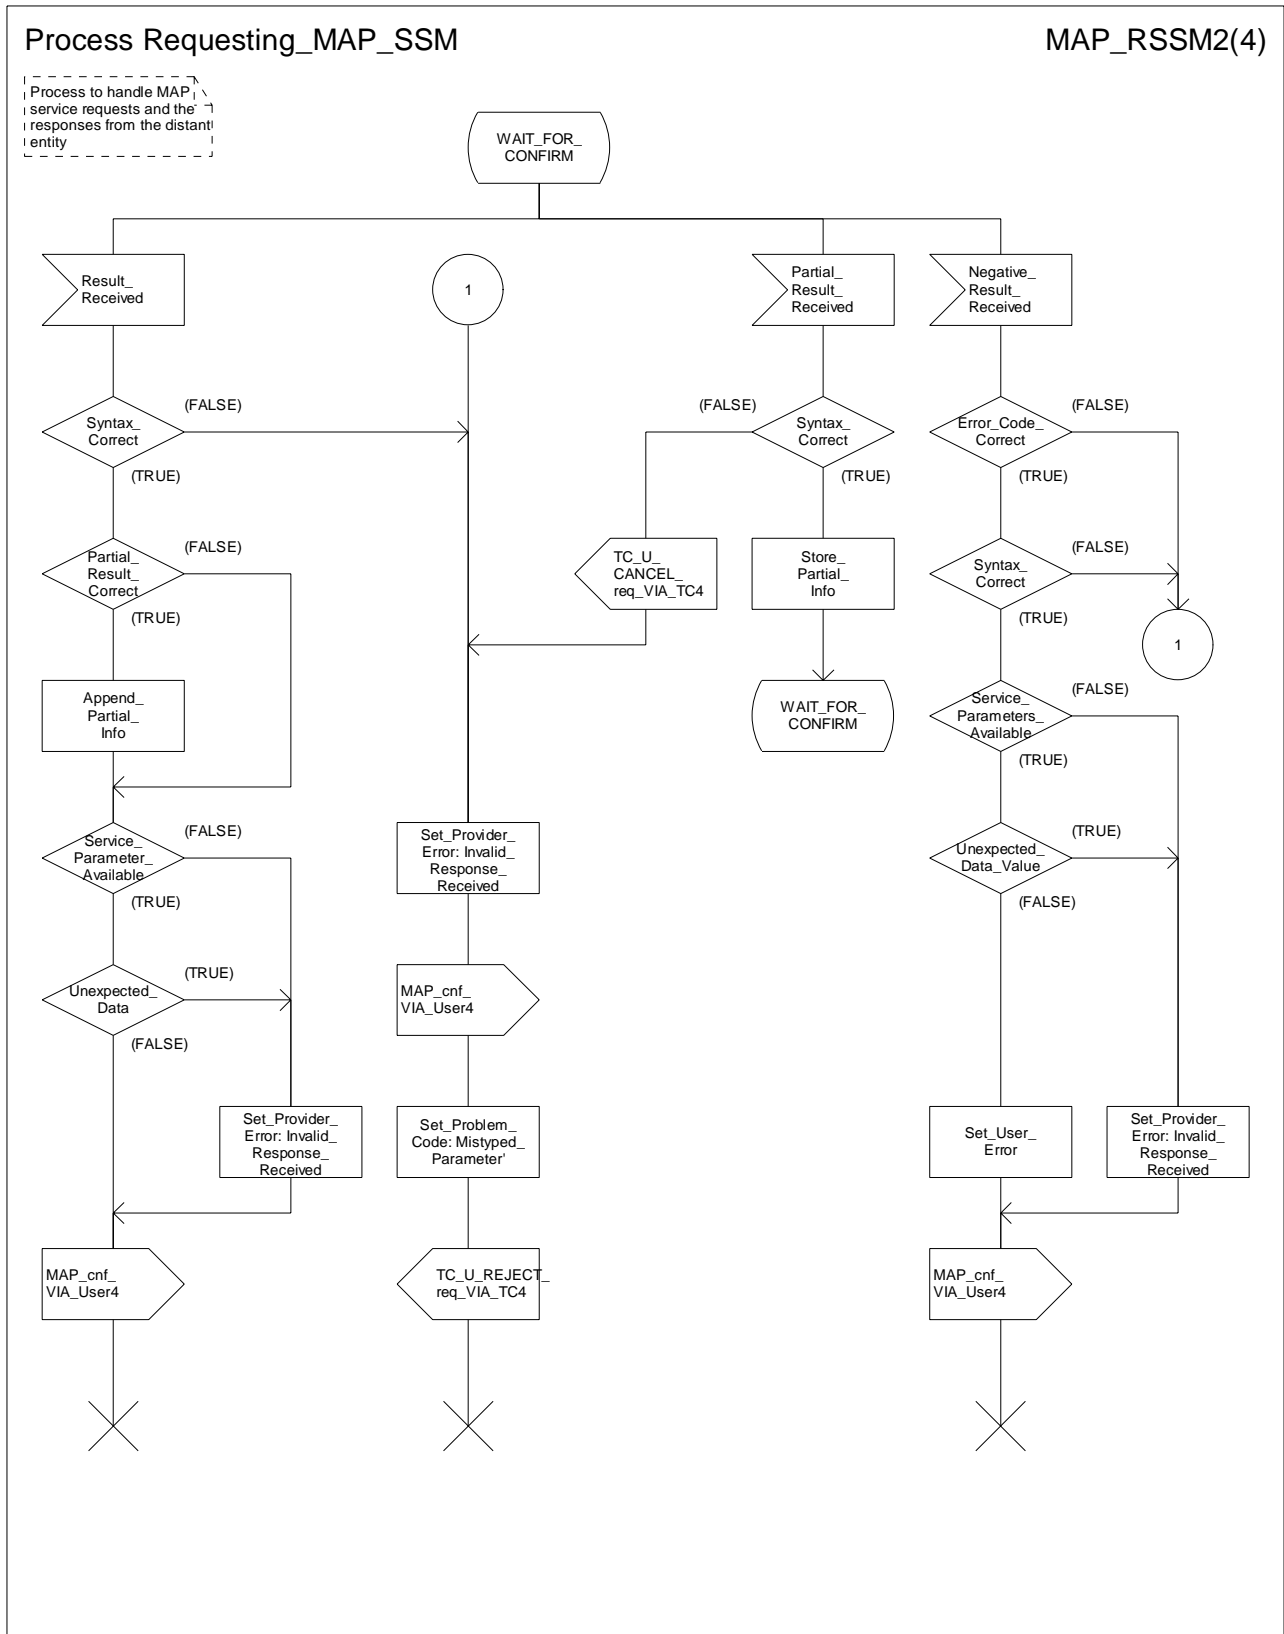 Process Requesting_MAP_SSM
MAP_RSSM2(4)
Process to handle MAP
service requests and the
responses from the distant
entity
WAIT_FOR_
CONFIRM
Result_
Received
1
Partial_
Result_
Received
Negative_
Result_
Received
(FALSE)
Syntax_
Correct
(TRUE)
(FALSE)
Syntax_
Correct
(TRUE)
(FALSE)
Error_Code_
Correct
(TRUE)
(FALSE)
Partial_
Result_
Correct
(TRUE)
TC_U_
CANCEL_
req_VIA_TC4
Store_
Partial_
Info
(FALSE)
Syntax_
Correct
(TRUE)
1
Append_
Partial_
Info
WAIT_FOR_
CONFIRM
(FALSE)
Service_
Parameters_
Available
(TRUE)
(FALSE)
Service_
Parameter_
Available
(TRUE)
Set_Provider_
Error: Invalid_
Response_
Received
(TRUE)
Unexpected_
Data_Value
(FALSE)
(TRUE)
Unexpected_
Data
(FALSE)
MAP_cnf_
VIA_User4
Set_Provider_
Error: Invalid_
Response_
Received
Set_Problem_
Code: Mistyped_
Parameter'
Set_User_
Error
Set_Provider_
Error: Invalid_
Response_
Received
MAP_cnf_
VIA_User4
TC_U_REJECT_
req_VIA_TC4
MAP_cnf_
VIA_User4